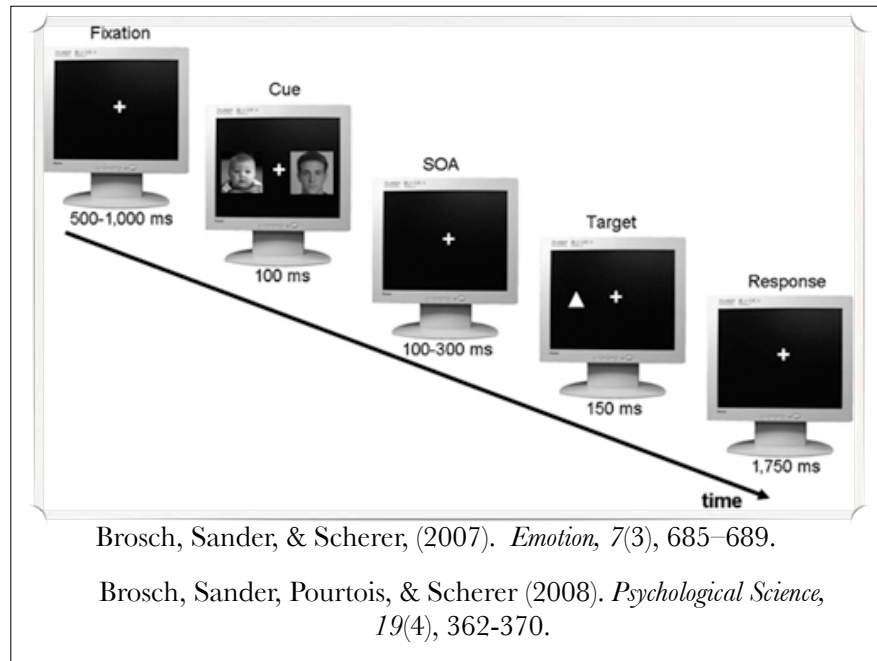 Fixation
+
500-1,000 ms
Cue
+
100 ms
SOA
+
100-300 ms
Target
+
150 ms
Response
+
1,750 ms
time
Brosch, Sander, & Scherer, (2007). Emotion, 7(3), 685–689.
Brosch, Sander, Pourtois, & Scherer (2008). Psychological Science,
19(4), 362-370.